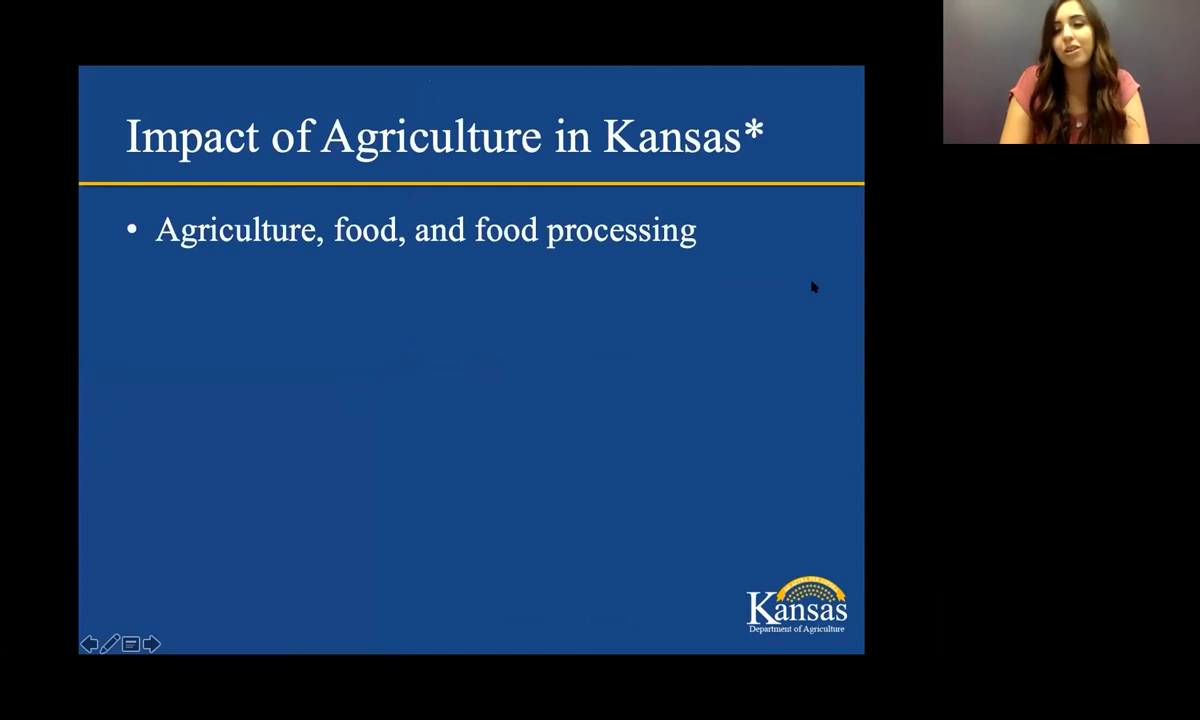 Impact of Agriculture in Kansas*
• Agriculture, food, and food processing
Kansas
Department of Agriculture